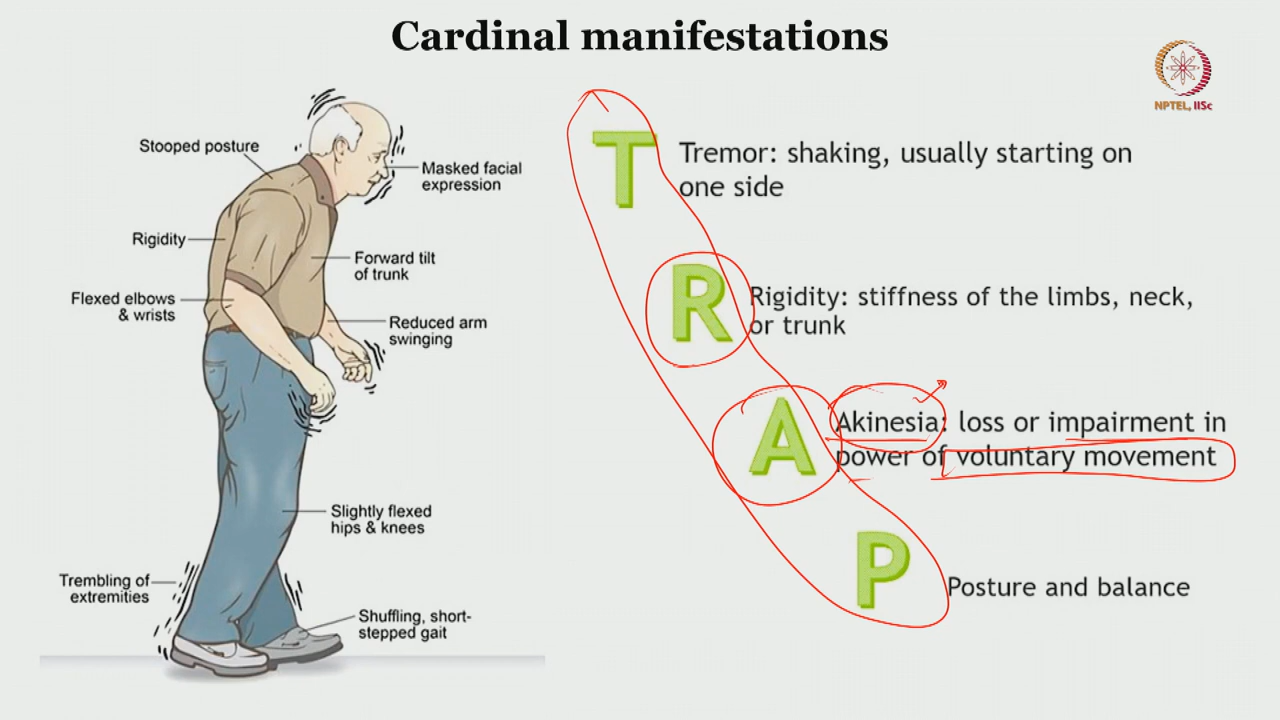 Cardinal manifestations
NPTEL, IISc
Stooped posture
Masked facial
expression
Rigidity
Forward tilt
of trunk
Flexed elbows
& wrists
Reduced arm
swinging
Slightly flexed
hips & knees
Trembling of
extremities
Shuffling, short-
stepped gait
T
Tremor: shaking, usually starting on
one side
R
Rigidity: stiffness of the limbs, neck,
or trunk
A
Akinesia: loss or impairment in
power of voluntary movement
P
Posture and balance